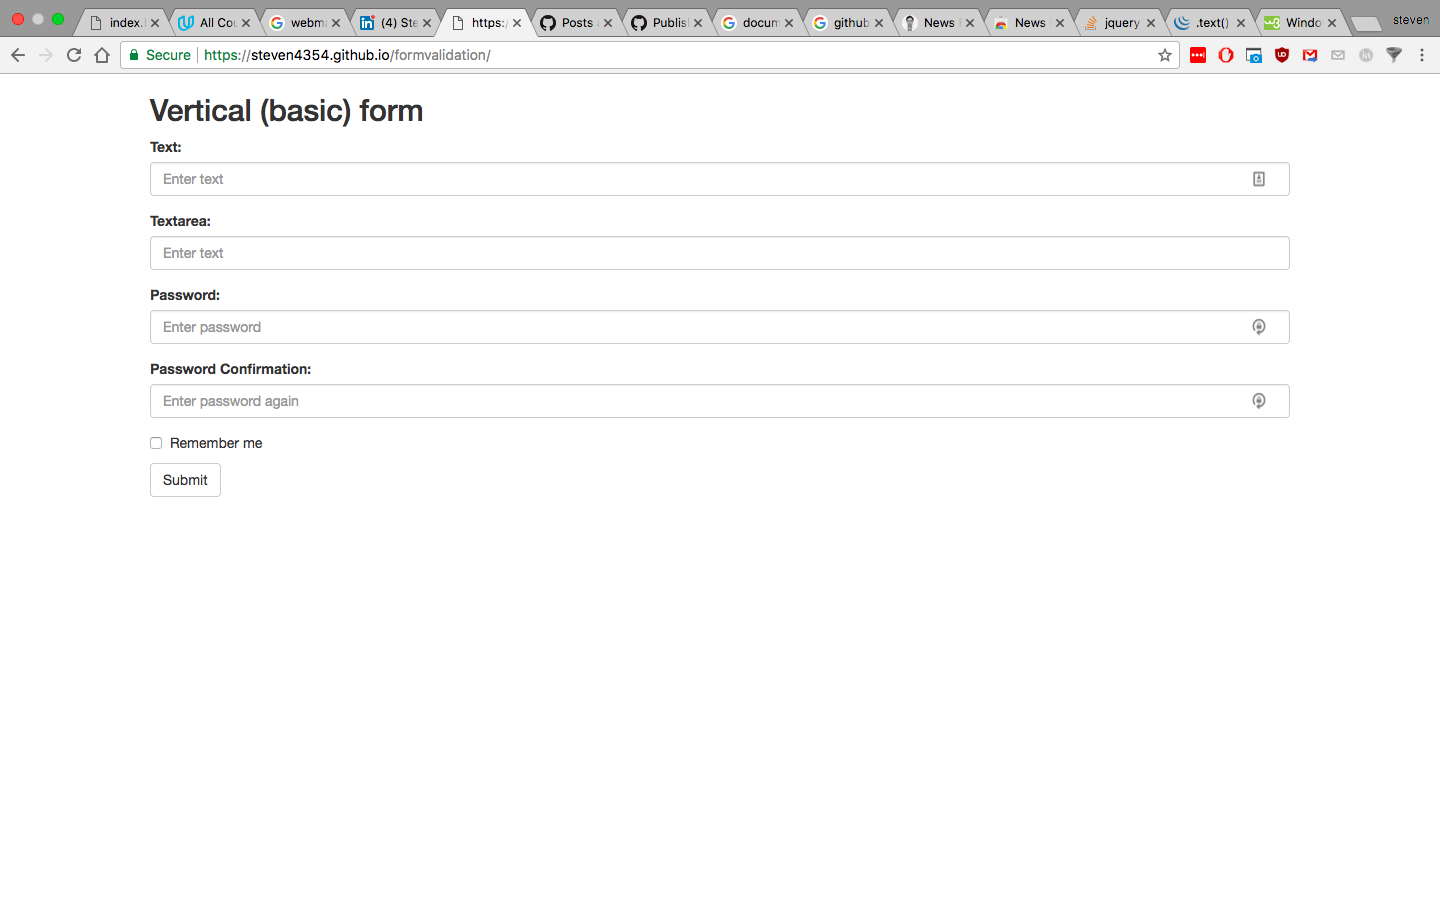 index. All Cou webma (4) Ste https:/ Posts Publis docum github News News jquery .text() Windo steven
Secure https://steven4354.github.io/formvalidation/
Vertical (basic) form
Text:
Enter text
Textarea:
Enter text
Password:
Enter password
Password Confirmation:
Enter password again
Remember me
Submit